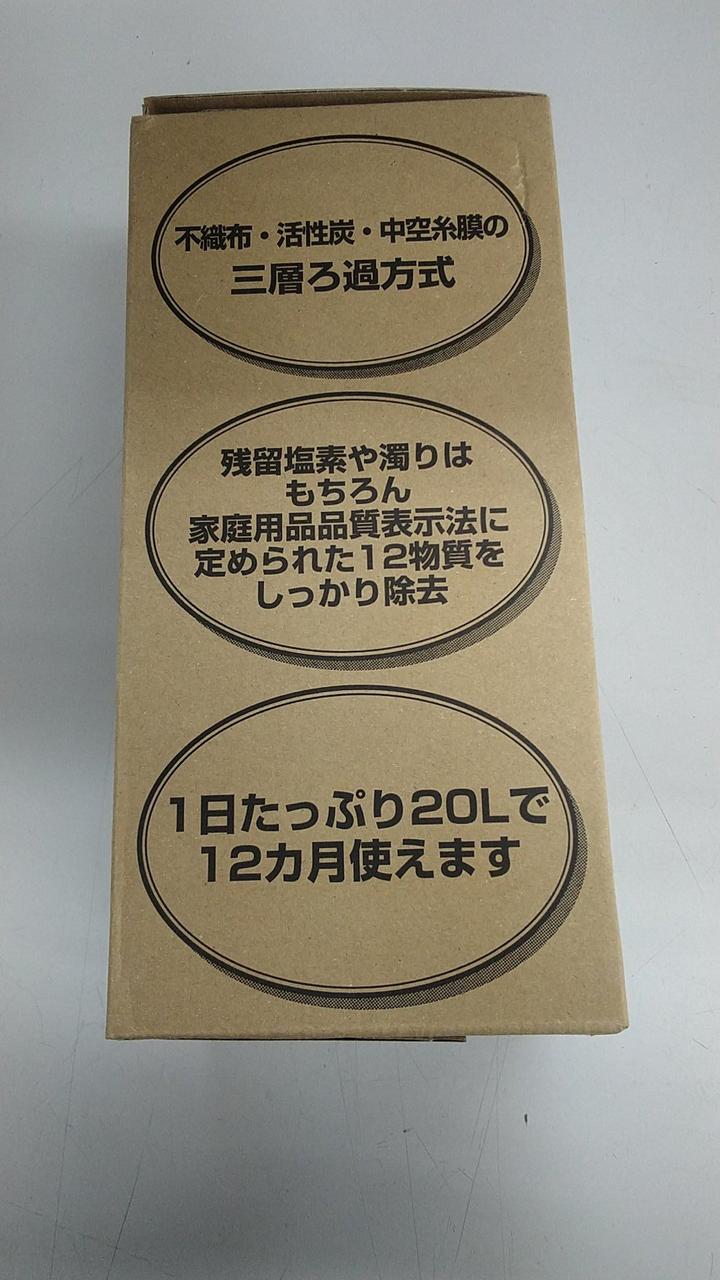 不織布・活性炭・中空糸膜の
三層ろ過方式
残留塩素や濁りは
もちろん
家庭用品品質表示法に
定められた12物質を
しっかり除去
1日たっぷり20Lで
12カ月使えます